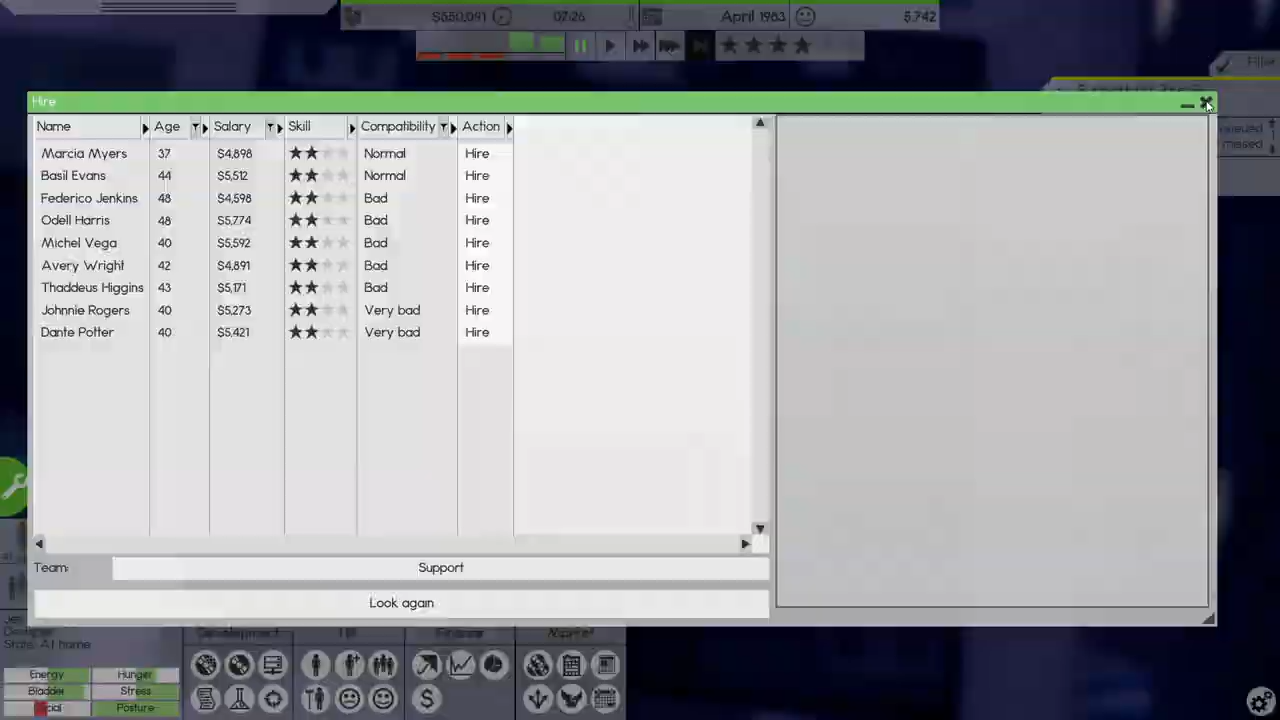 $550,091 07:26 April 1983 5.742
Filter
Hire
Name Age Salary Skill Compatibility Action
Marcia Myers 37 $4,898 Normal Hire
Basil Evans 44 $5,512 Normal Hire
Federico Jenkins 48 $4,598 Bad Hire
Odell Harris 48 $5,774 Bad Hire
Michel Vega 40 $5,592 Bad Hire
Avery Wright 42 $4,891 Bad Hire
Thaddeus Higgins 43 $5,171 Bad Hire
Johnnie Rogers 40 $5,273 Very bad Hire
Dante Potter 40 $5,421 Very bad Hire
queued
missed
Team: Support
Look again
Development Finance Market
State: At home
Energy Hunger
Bladder Stress
Posture